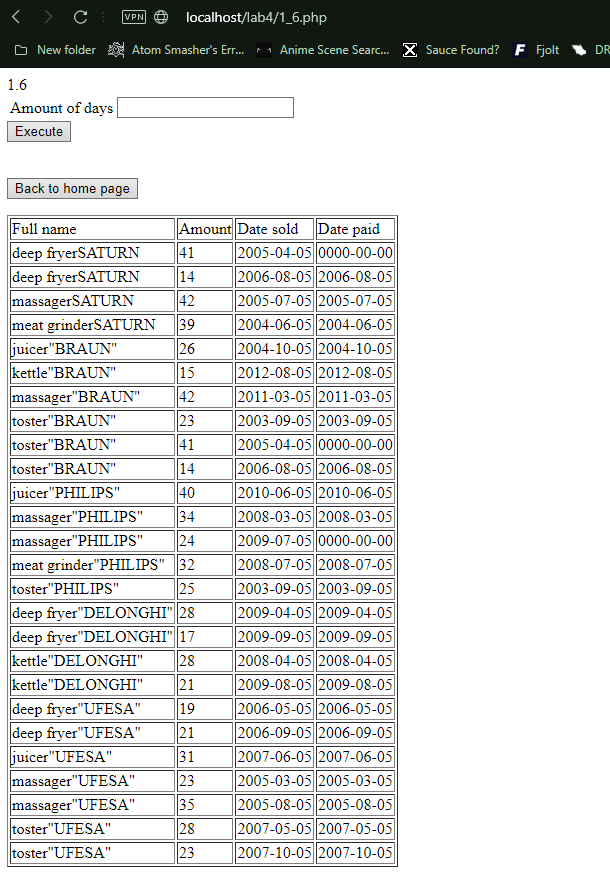 VPN localhost/lab4/1_6.php
New folder Atom Smasher's Err... Anime Scene Searc... Sauce Found? Fjolt DR
1.6
Amount of days
Execute
Back to home page
Full name Amount Date sold Date paid
deep fryerSATURN 41 2005-04-05 0000-00-00
deep fryerSATURN 14 2006-08-05 2006-08-05
massagerSATURN 42 2005-07-05 2005-07-05
meat grinderSATURN 39 2004-06-05 2004-06-05
juicer"BRAUN" 26 2004-10-05 2004-10-05
kettle"BRAUN" 15 2012-08-05 2012-08-05
massager"BRAUN" 42 2011-03-05 2011-03-05
toster"BRAUN" 23 2003-09-05 2003-09-05
toster"BRAUN" 41 2005-04-05 0000-00-00
toster"BRAUN" 14 2006-08-05 2006-08-05
juicer"PHILIPS" 40 2010-06-05 2010-06-05
massager"PHILIPS" 34 2008-03-05 2008-03-05
massager"PHILIPS" 24 2009-07-05 0000-00-00
meat grinder"PHILIPS" 32 2008-07-05 2008-07-05
toster"PHILIPS" 25 2003-09-05 2003-09-05
deep fryer"DELONGHI" 28 2009-04-05 2009-04-05
deep fryer"DELONGHI" 17 2009-09-05 2009-09-05
kettle"DELONGHI" 28 2008-04-05 2008-04-05
kettle"DELONGHI" 21 2009-08-05 2009-08-05
deep fryer"UFESA" 19 2006-05-05 2006-05-05
deep fryer"UFESA" 21 2006-09-05 2006-09-05
juicer"UFESA" 31 2007-06-05 2007-06-05
massager"UFESA" 23 2005-03-05 2005-03-05
massager"UFESA" 35 2005-08-05 2005-08-05
toster"UFESA" 28 2007-05-05 2007-05-05
toster"UFESA" 23 2007-10-05 2007-10-05